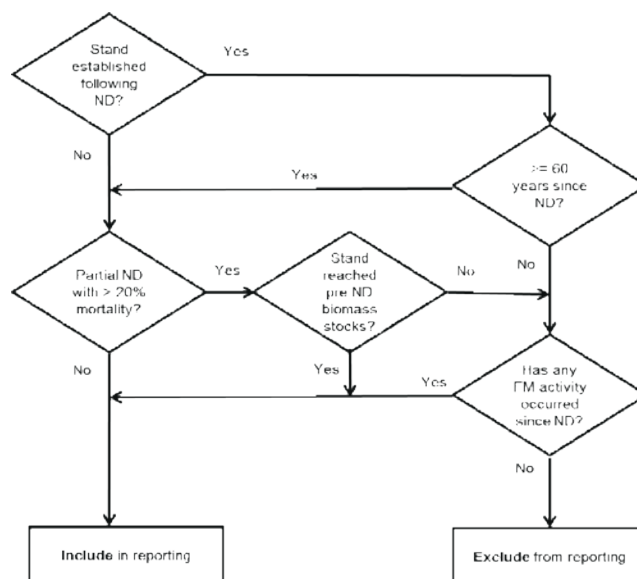 Stand
established
following
ND?
Yes
No
>= 60
years since
ND?
Yes
No
Partial ND
with > 20%
mortality?
Yes
No
Stand
reached
pre ND
biomass
stocks?
No
Yes
Has any
FM activity
occurred
since ND?
Yes
No
Include in reporting
Exclude from reporting